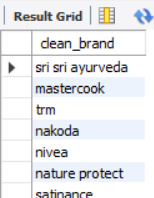 Result Grid
clean_brand
sri sri ayurveda
mastercook
trm
nakoda
nivea
nature protect
satinance